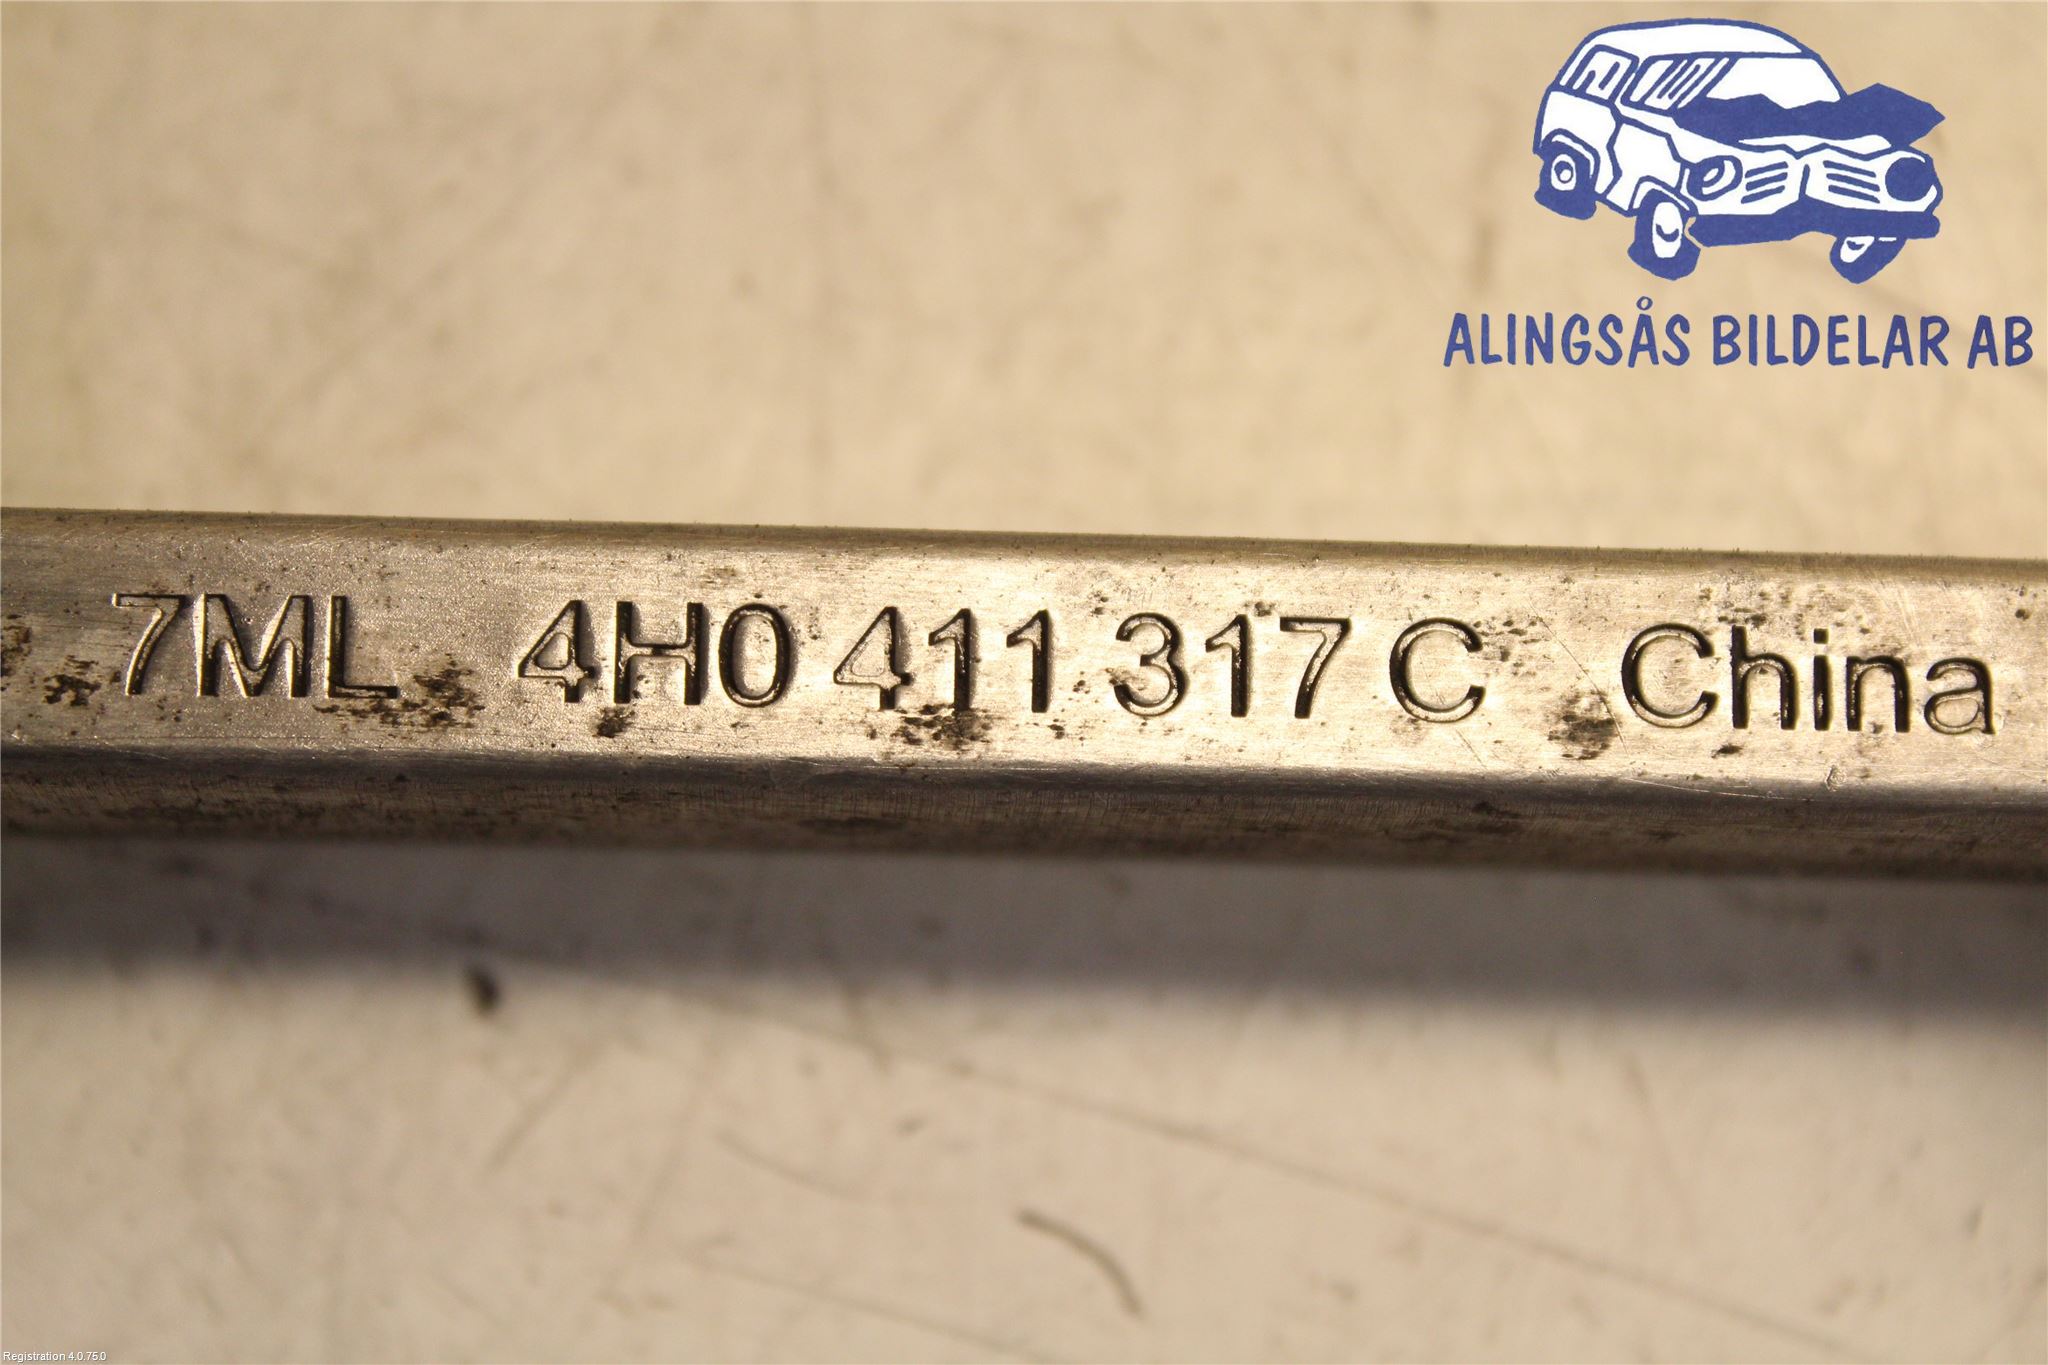 ALINGSÅS BILDELAR AB
7ML 4H0 411 317 C China
Registration 4.0.75.0